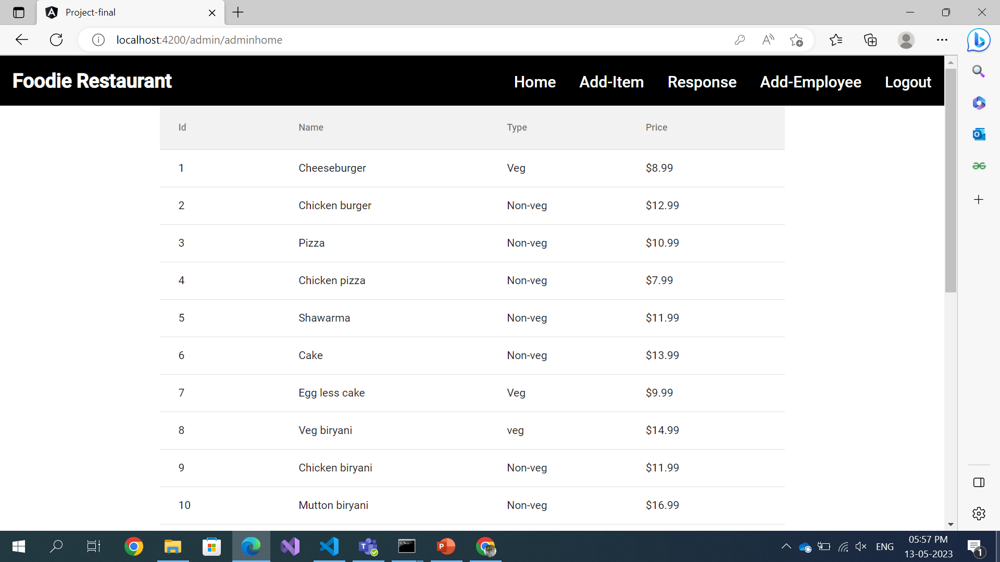 Project-final
localhost:4200/admin/adminhome
Foodie Restaurant Home Add-Item Response Add-Employee Logout
Id Name Type Price
1 Cheeseburger Veg $8.99
2 Chicken burger Non-veg $12.99
3 Pizza Non-veg $10.99
4 Chicken pizza Non-veg $7.99
5 Shawarma Non-veg $11.99
6 Cake Non-veg $13.99
7 Egg less cake Veg $9.99
8 Veg biryani veg $14.99
9 Chicken biryani Non-veg $11.99
10 Mutton biryani Non-veg $16.99
ENG
05:57 PM
13-05-2023
1